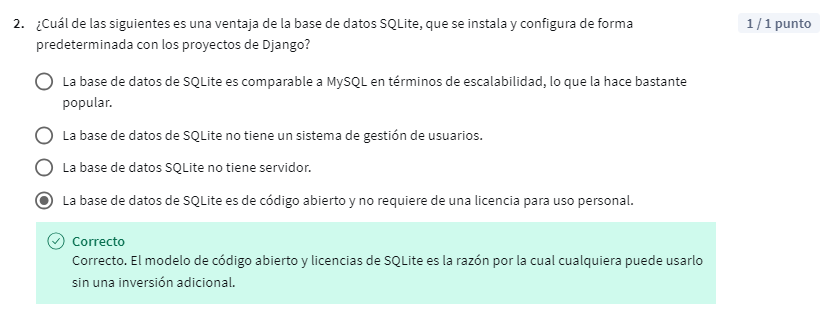 2. ¿Cuál de las siguientes es una ventaja de la base de datos SQLite, que se instala y configura de forma
predeterminada con los proyectos de Django?
1 / 1 punto
La base de datos de SQLite es comparable a MySQL en términos de escalabilidad, lo que la hace bastante
popular.
La base de datos de SQLite no tiene un sistema de gestión de usuarios.
La base de datos SQLite no tiene servidor.
La base de datos de SQLite es de código abierto y no requiere de una licencia para uso personal.
Correcto
Correcto. El modelo de código abierto y licencias de SQLite es la razón por la cual cualquiera puede usarlo
sin una inversión adicional.